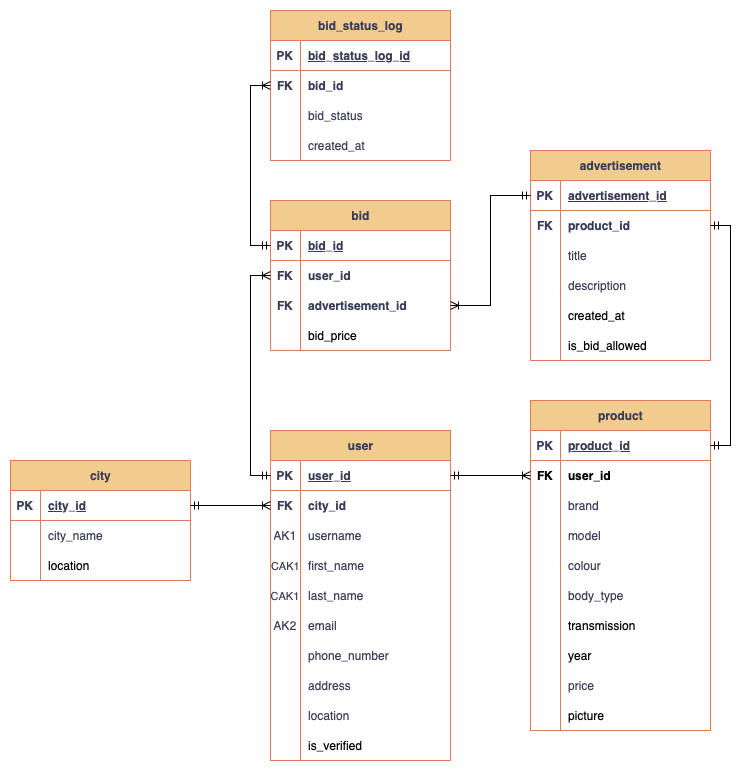 bid_status_log
PK bid_status_log_id
FK bid_id
bid_status
created_at
advertisement
PK advertisement_id
FK product_id
title
description
created_at
is_bid_allowed
bid
PK bid_id
FK user_id
FK advertisement_id
bid_price
product
PK product_id
FK user_id
brand
model
colour
body_type
transmission
year
price
picture
user
PK user_id
FK city_id
AK1 username
CAK1 first_name
CAK1 last_name
AK2 email
phone_number
address
location
is_verified
city
PK city_id
city_name
location